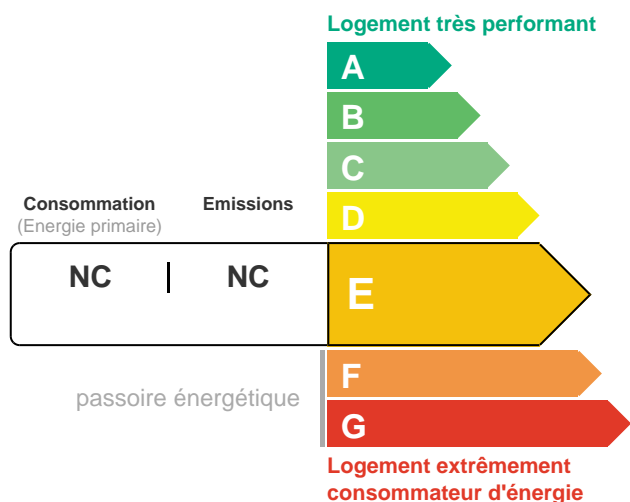 Logement très performant
A
B
C
Consommation Emissions
(Energie primaire)
D
NC | NC
E
F
passoire énergétique
G
Logement extrêmement
consommateur d'énergie